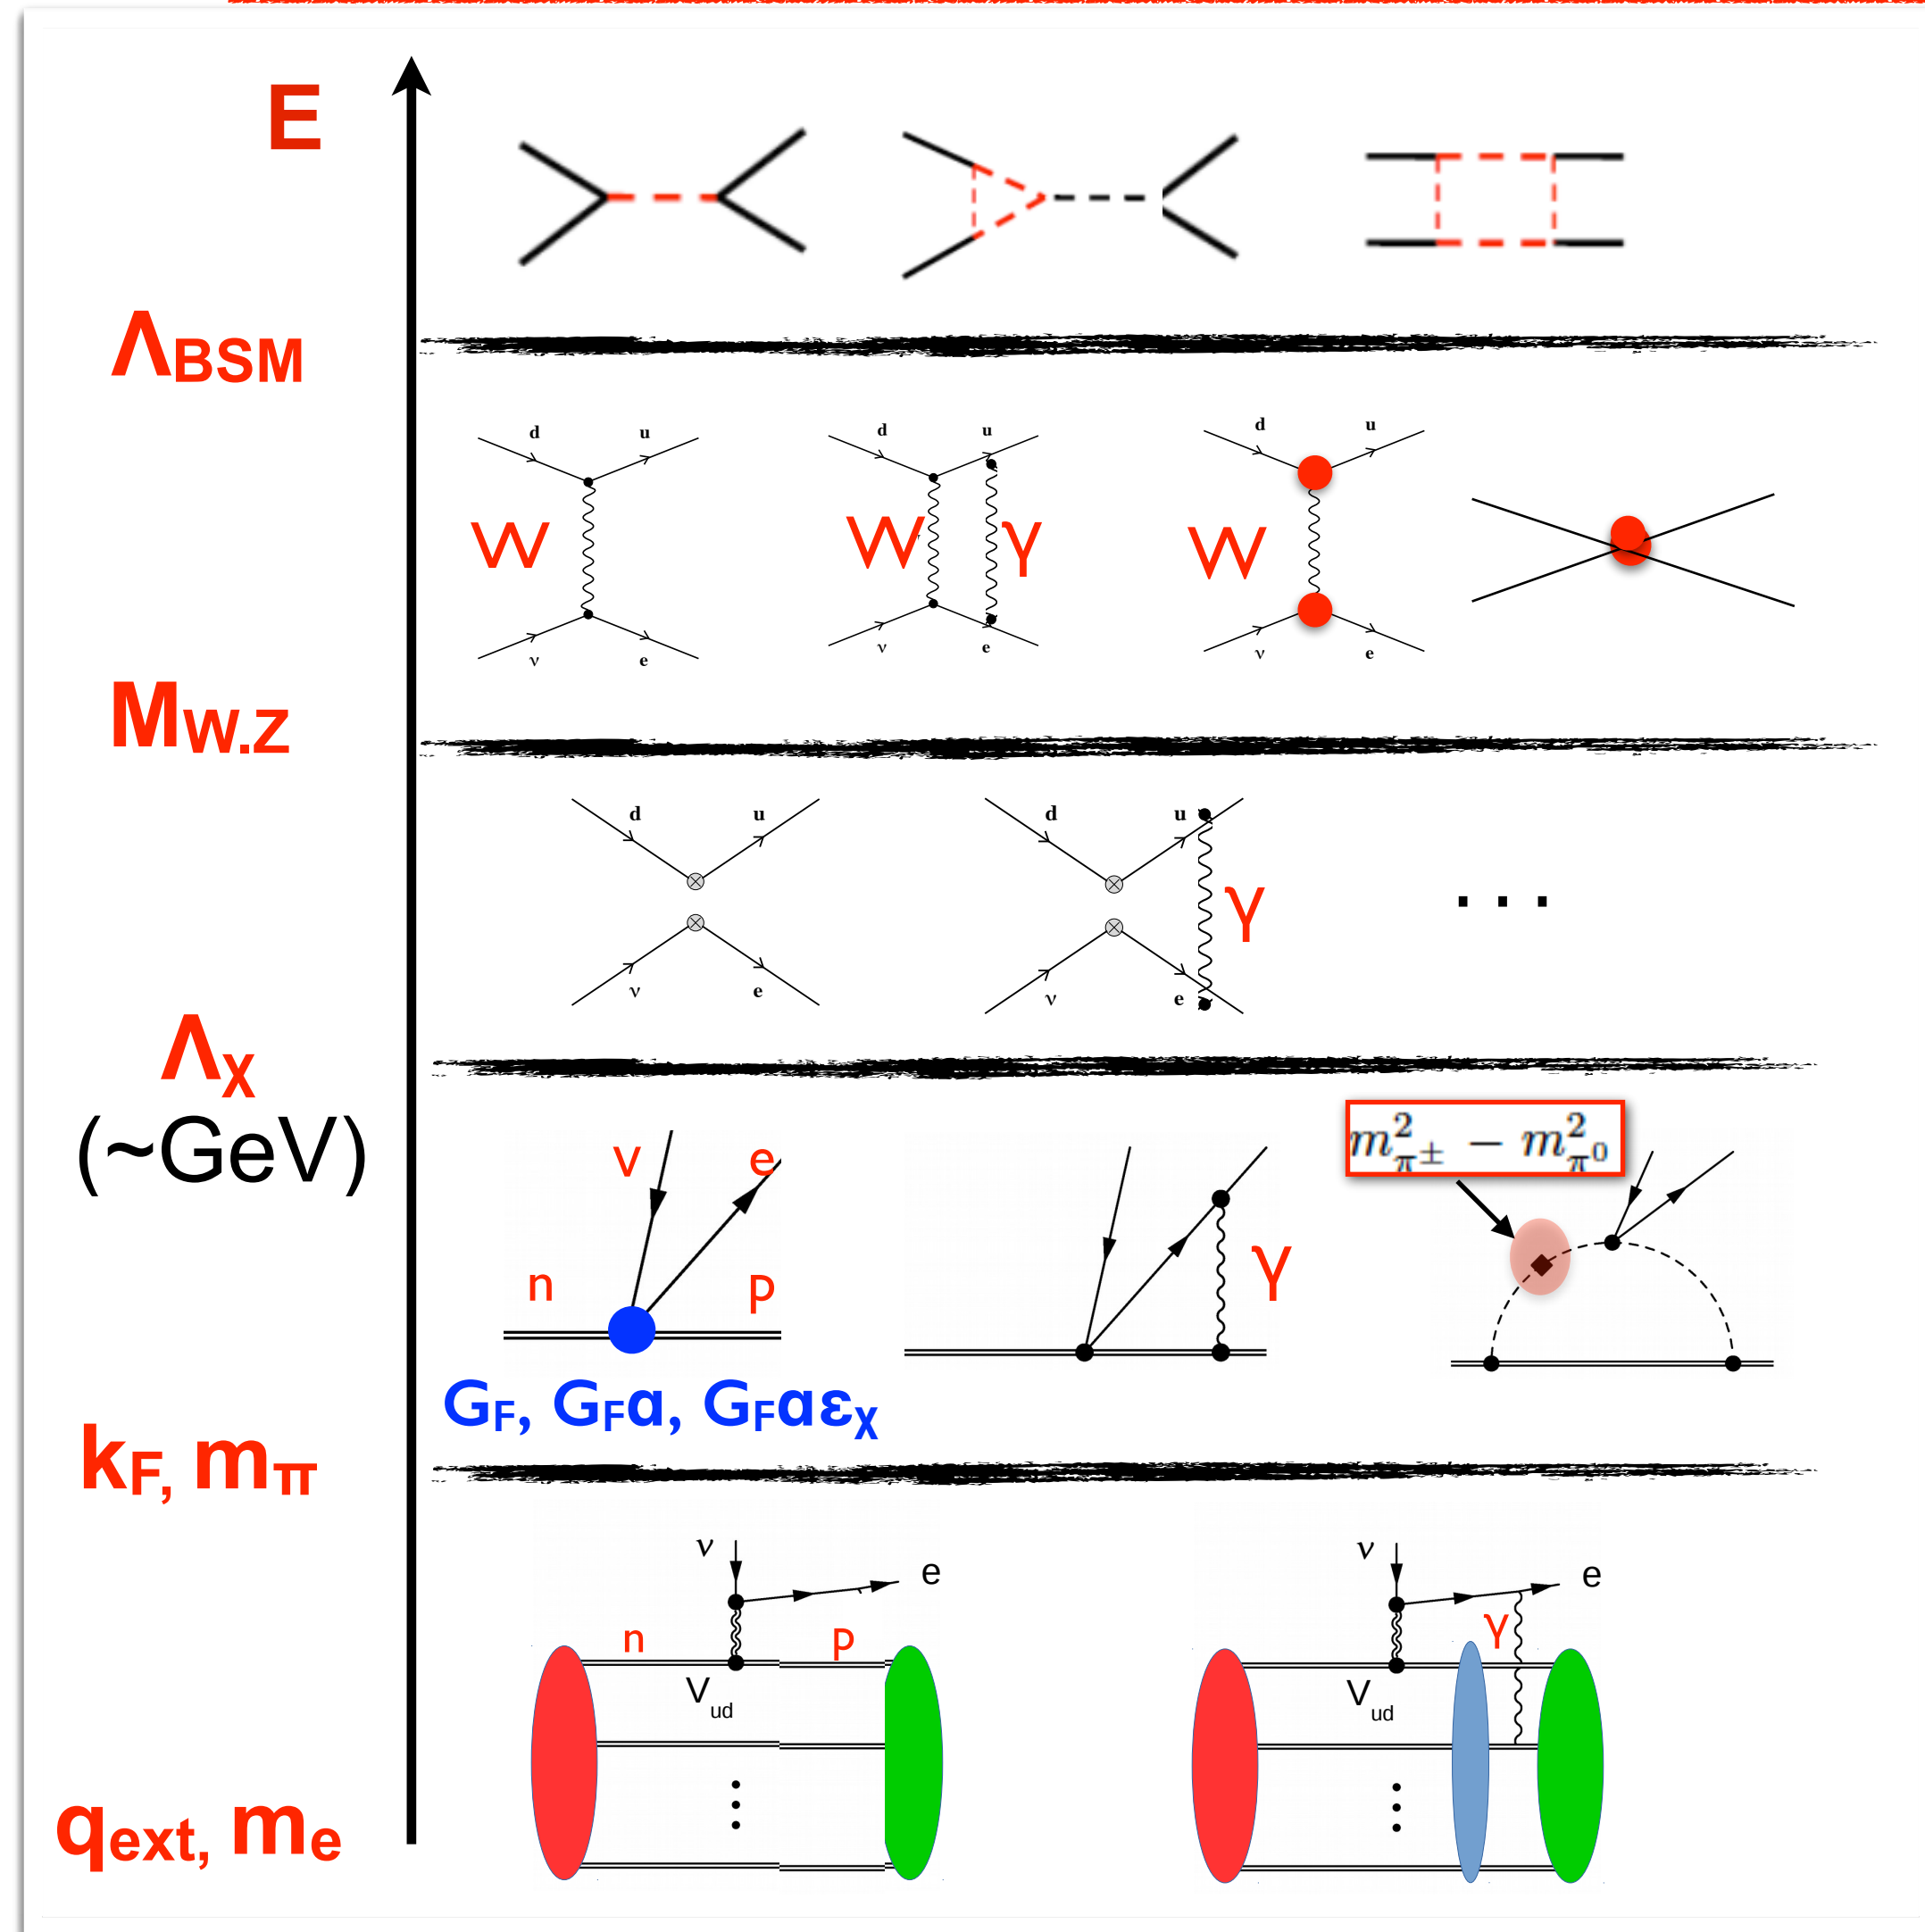 E
ΛBSM
d u d u d u
W W γ W
ν e ν e ν e
MW.Z
d u d u
γ . . .
ν e ν e
Λχ
(~GeV)
m²π± − m²π⁰
ν e
n p γ
GF, GFα, GFαεχ
kF, mπ
ν e ν e
n p γ
Vud Vud
qext, me